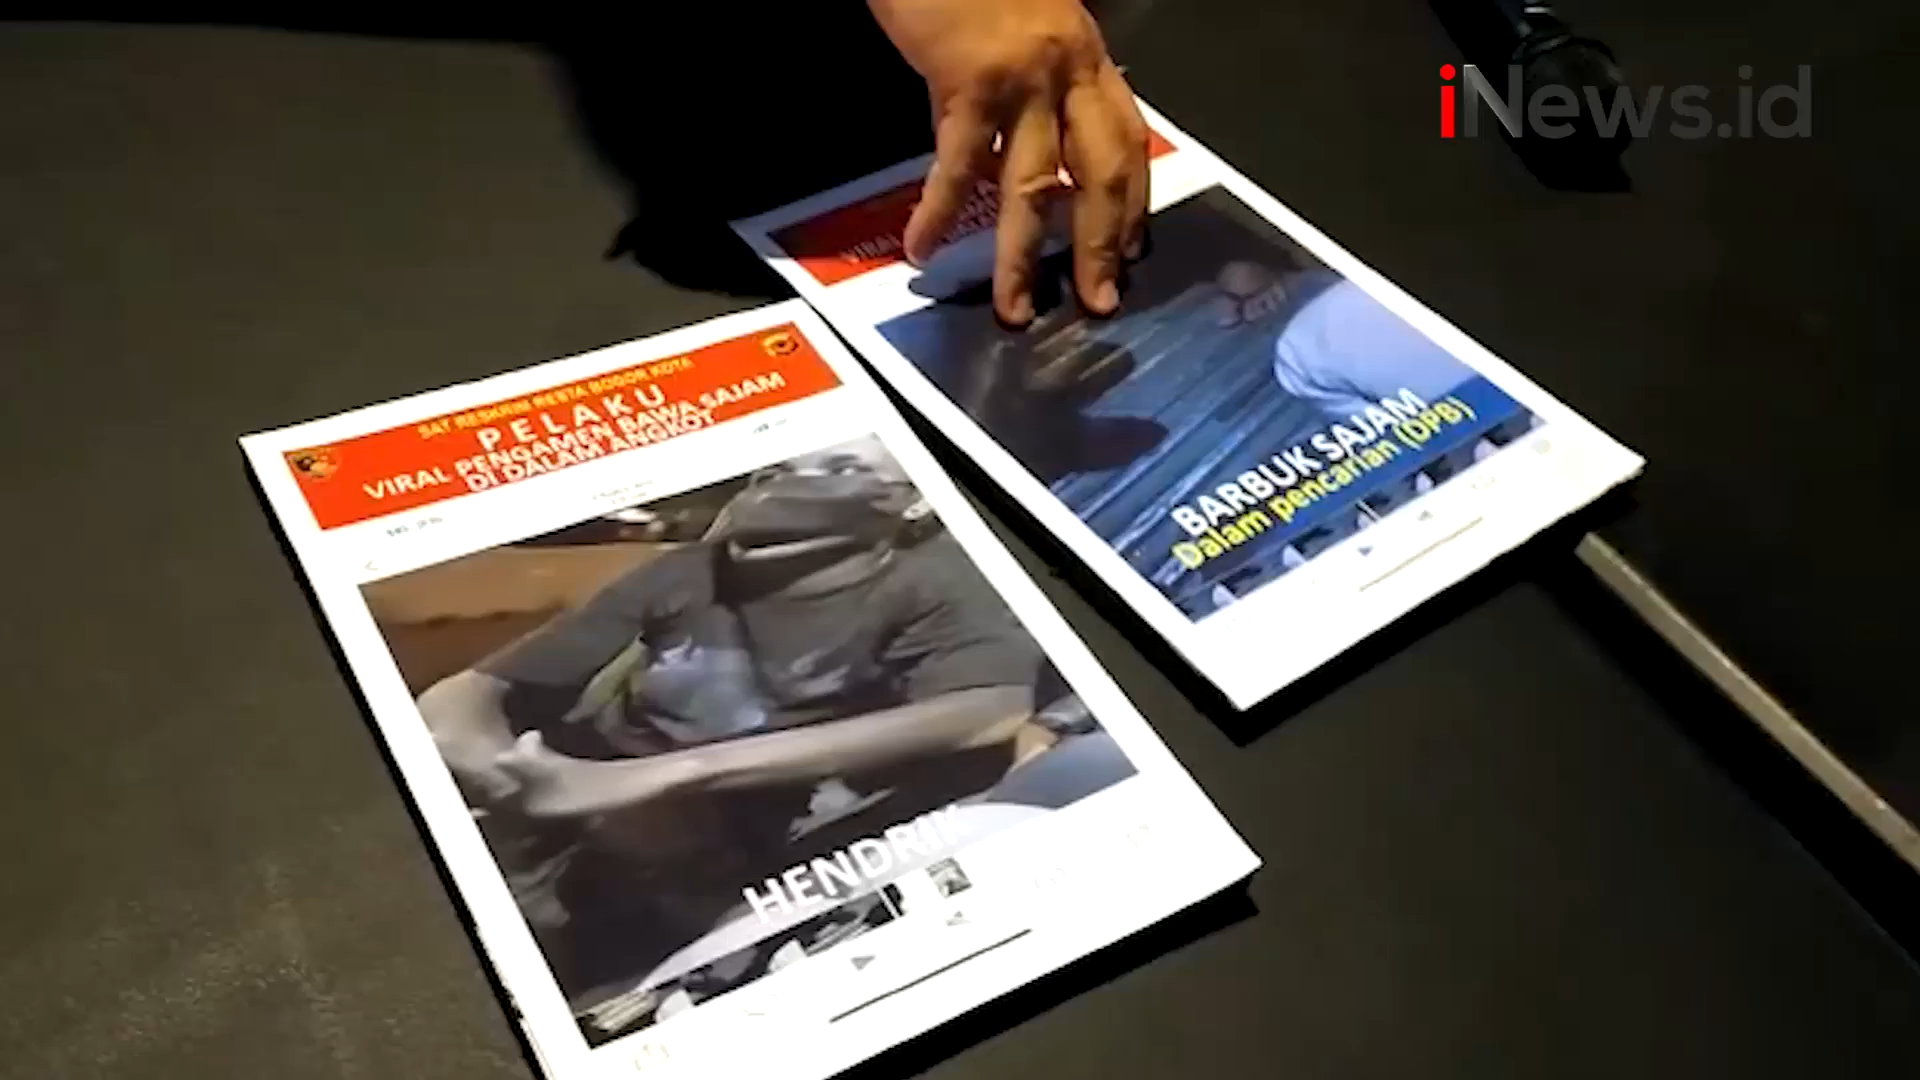 iNews.id
SAT RESKRIM RESTA BOGOR KOTA
PELAKU
VIRAL PENGAMEN BAWA SAJAM
DI DALAM ANGKOT
HENDRIK
VIRAL
BARBUK SAJAM
Dalam pencarian (DPB)